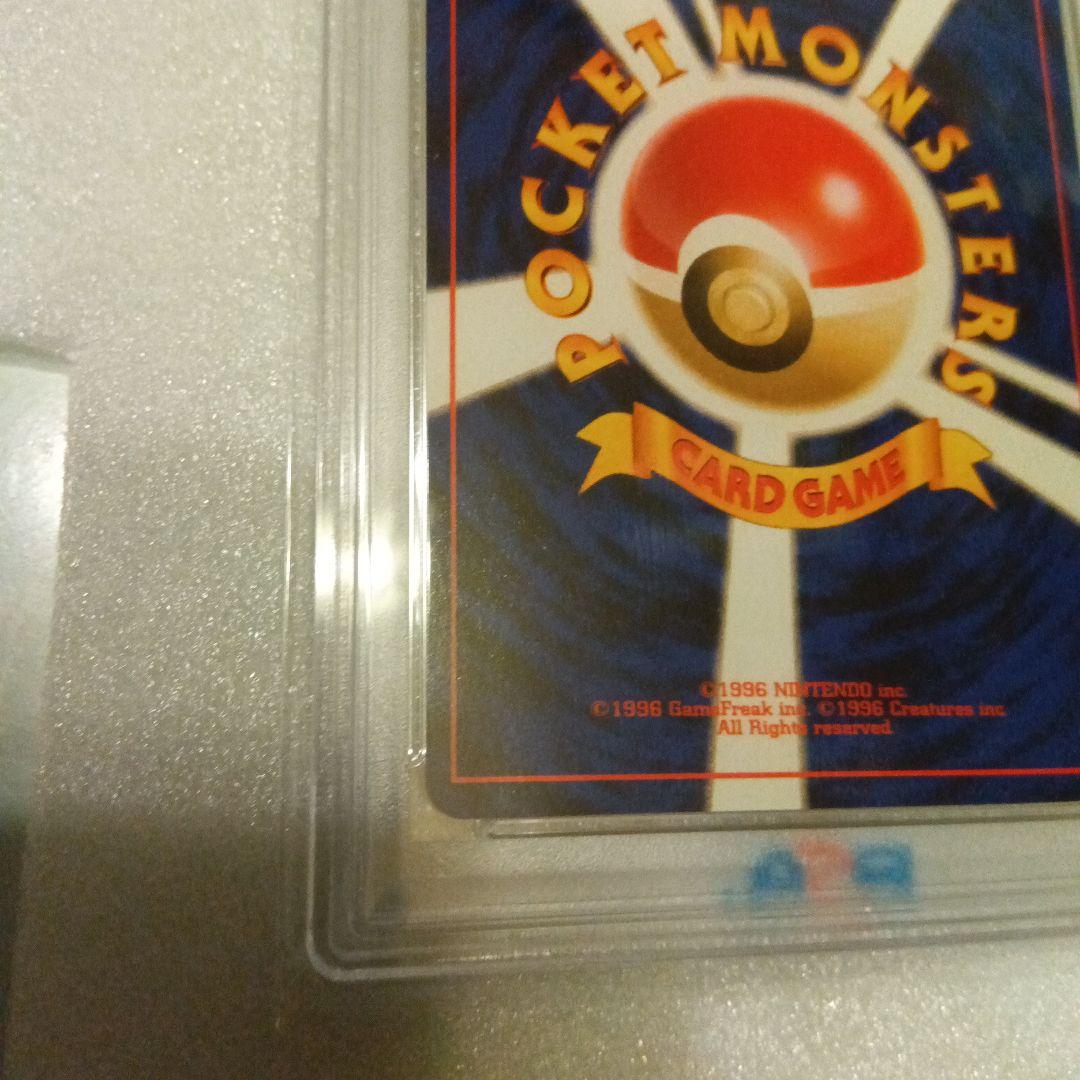 POCKET MONSTERS
CARD GAME
©1996 NINTENDO inc.
©1996 GameFreak inc. ©1996 Creatures inc.
All Rights reserved.